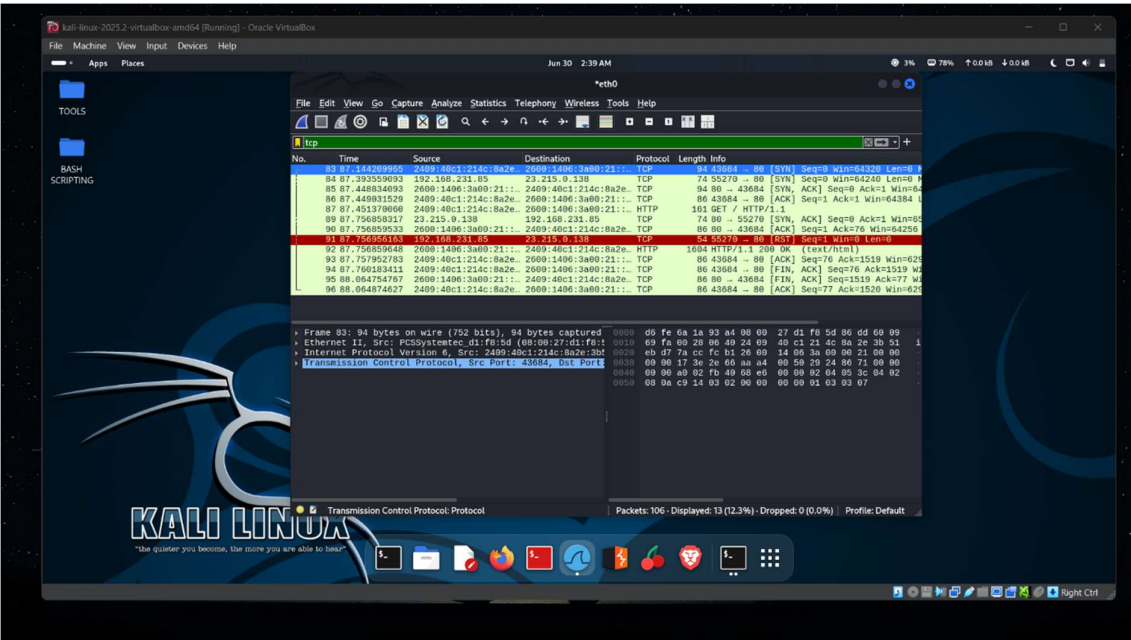 kali-linux-2025.2-virtualbox-amd64 [Running] - Oracle VirtualBox
File Machine View Input Devices Help
Apps Places Jun 30 2:39 AM 3% 78% ↑ 0.0 kB ↓ 0.0 kB
TOOLS
BASH
SCRIPTING
*eth0
File Edit View Go Capture Analyze Statistics Telephony Wireless Tools Help
tcp
No. Time Source Destination Protocol Length Info
83 87.144209965 2409:40c1:214c:8a2e… 2600:1406:3a00:21::… TCP 94 43684 → 80 [SYN] Seq=0 Win=64320 Len=0 M
84 87.393559093 192.168.231.85 23.215.0.138 TCP 74 55270 → 80 [SYN] Seq=0 Win=64240 Len=0 M
85 87.448834093 2600:1406:3a00:21::… 2409:40c1:214c:8a2e… TCP 94 80 → 43684 [SYN, ACK] Seq=0 Ack=1 Win=64
86 87.449031529 2409:40c1:214c:8a2e… 2600:1406:3a00:21::… TCP 86 43684 → 80 [ACK] Seq=1 Ack=1 Win=64384 L
87 87.451370060 2409:40c1:214c:8a2e… 2600:1406:3a00:21::… HTTP 161 GET / HTTP/1.1
89 87.756858317 23.215.0.138 192.168.231.85 TCP 74 80 → 55270 [SYN, ACK] Seq=0 Ack=1 Win=65
90 87.756859533 2600:1406:3a00:21::… 2409:40c1:214c:8a2e… TCP 86 80 → 43684 [ACK] Seq=1 Ack=76 Win=64256
91 87.756956163 192.168.231.85 23.215.0.138 TCP 54 55270 → 80 [RST] Seq=1 Win=0 Len=0
92 87.756859648 2600:1406:3a00:21::… 2409:40c1:214c:8a2e… HTTP 1604 HTTP/1.1 200 OK (text/html)
93 87.757952783 2409:40c1:214c:8a2e… 2600:1406:3a00:21::… TCP 86 43684 → 80 [ACK] Seq=76 Ack=1519 Win=629
94 87.760183411 2409:40c1:214c:8a2e… 2600:1406:3a00:21::… TCP 86 43684 → 80 [FIN, ACK] Seq=76 Ack=1519 Wi
95 88.064754767 2600:1406:3a00:21::… 2409:40c1:214c:8a2e… TCP 86 80 → 43684 [FIN, ACK] Seq=1519 Ack=77 Wi
96 88.064874627 2409:40c1:214c:8a2e… 2600:1406:3a00:21::… TCP 86 43684 → 80 [ACK] Seq=77 Ack=1520 Win=629
Frame 83: 94 bytes on wire (752 bits), 94 bytes captured
Ethernet II, Src: PCSSystemtec_d1:f8:5d (08:00:27:d1:f8:5
Internet Protocol Version 6, Src: 2409:40c1:214c:8a2e:3b5
Transmission Control Protocol, Src Port: 43684, Dst Port:
0000 d6 fe 6a 1a 93 a4 08 00 27 d1 f8 5d 86 dd 60 09
0010 69 fa 00 28 06 40 24 09 40 c1 21 4c 8a 2e 3b 51 i
0020 eb d7 7a cc fc b1 26 00 14 06 3a 00 00 21 00 00
0030 00 00 17 3e 2e 66 aa a4 00 50 29 24 86 71 00 00
0040 00 00 a0 02 fb 40 68 e6 00 00 02 04 05 3c 04 02
0050 08 0a c9 14 03 02 00 00 00 00 01 03 03 07
Transmission Control Protocol: Protocol Packets: 106 · Displayed: 13 (12.3%) · Dropped: 0 (0.0%) Profile: Default
KALI LINUX
"the quieter you become, the more you are able to hear"
Right Ctrl